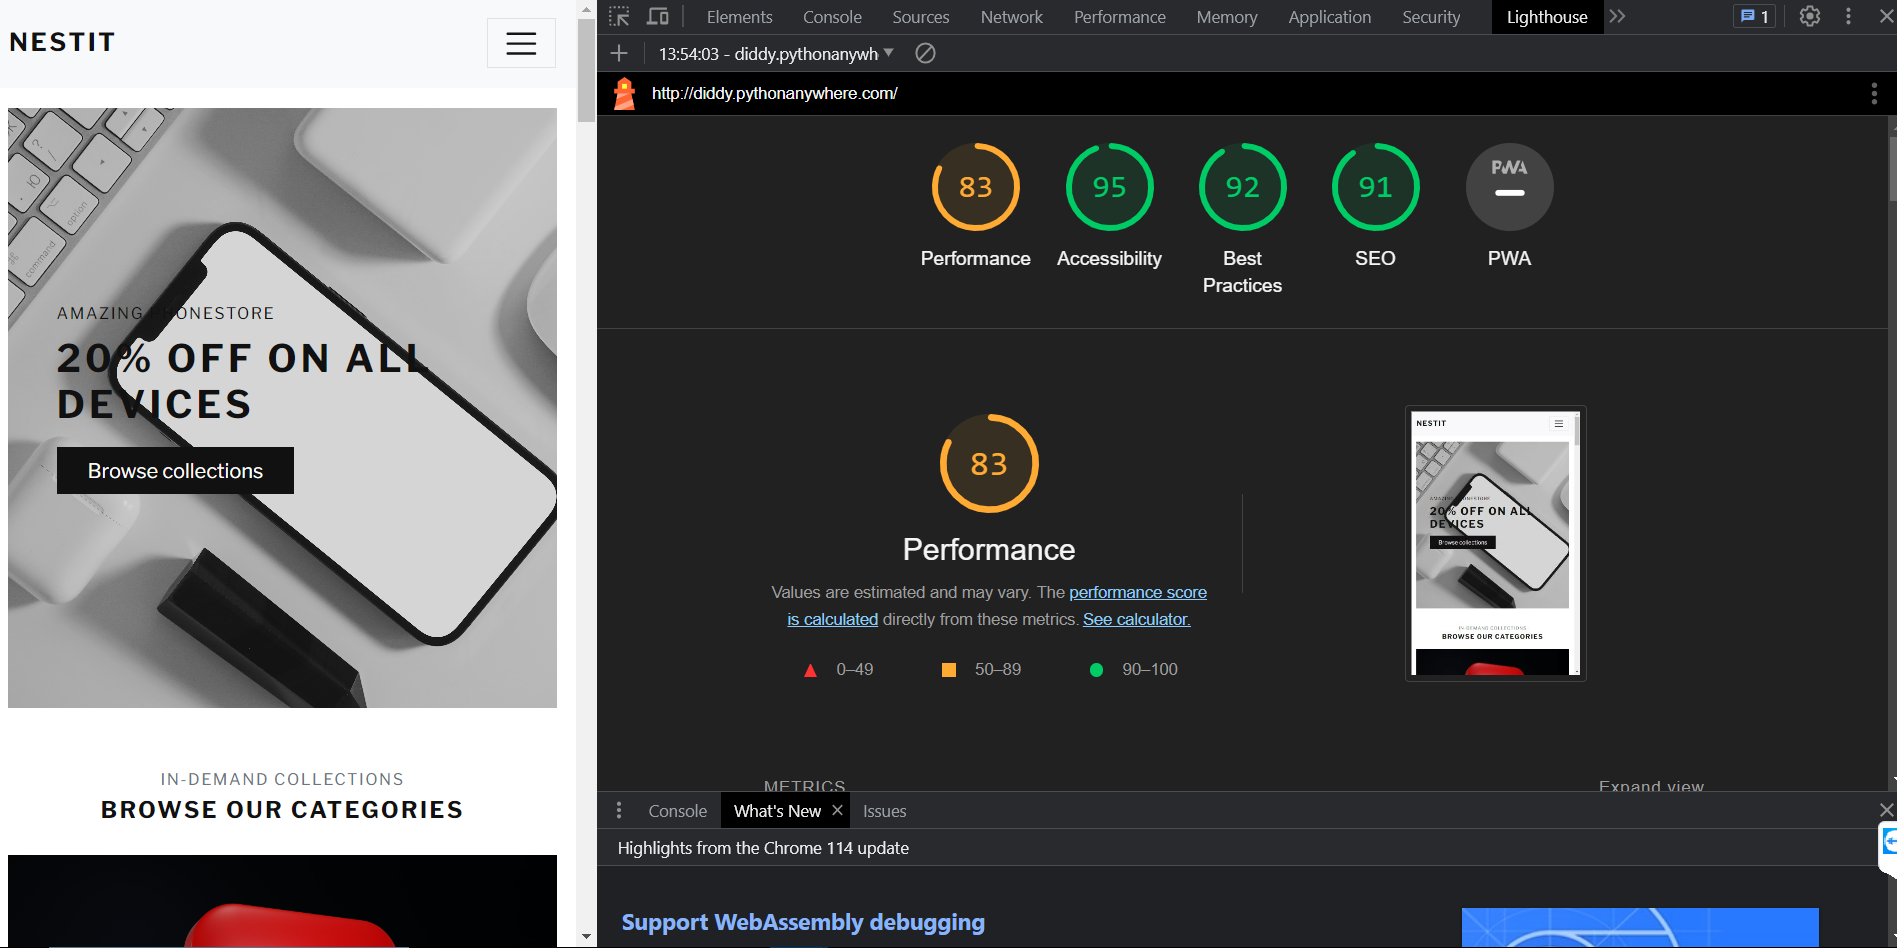 NESTIT
AMAZING PHONESTORE
20% OFF ON ALL
DEVICES
Browse collections
IN-DEMAND COLLECTIONS
BROWSE OUR CATEGORIES
?
Ю
option
command
Elements Console Sources Network Performance Memory Application Security Lighthouse 1
13:54:03 - diddy.pythonanywh
http://diddy.pythonanywhere.com/
83 95 92 91 PWA
Performance Accessibility Best Practices SEO PWA
83
Performance
Values are estimated and may vary. The performance score
is calculated directly from these metrics. See calculator.
0–49 50–89 90–100
NESTIT
AMAZING PHONESTORE
20% OFF ON ALL
DEVICES
Browse collections
IN-DEMAND COLLECTIONS
BROWSE OUR CATEGORIES
METRICS Expand view
Console What's New Issues
Highlights from the Chrome 114 update
Support WebAssembly debugging